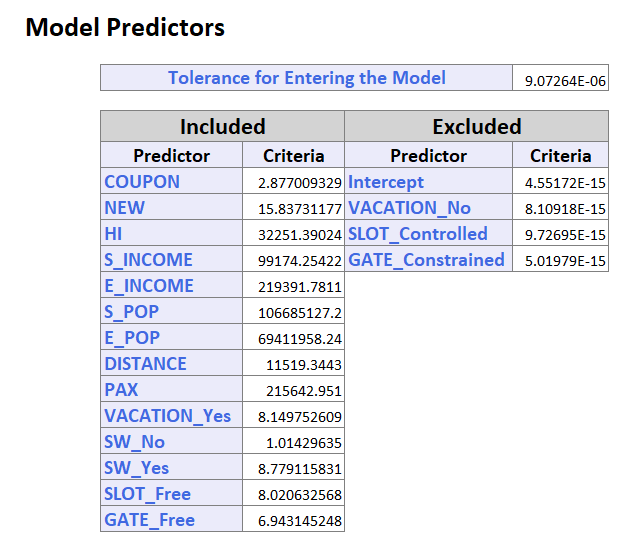 Model Predictors
Tolerance for Entering the Model 9.07264E-06
Included Excluded
Predictor Criteria Predictor Criteria
COUPON 2.877009329 Intercept 4.55172E-15
NEW 15.83731177 VACATION_No 8.10918E-15
HI 32251.39024 SLOT_Controlled 9.72695E-15
S_INCOME 99174.25422 GATE_Constrained 5.01979E-15
E_INCOME 219391.7811
S_POP 106685127.2
E_POP 69411958.24
DISTANCE 11519.3443
PAX 215642.951
VACATION_Yes 8.149752609
SW_No 1.01429635
SW_Yes 8.779115831
SLOT_Free 8.020632568
GATE_Free 6.943145248